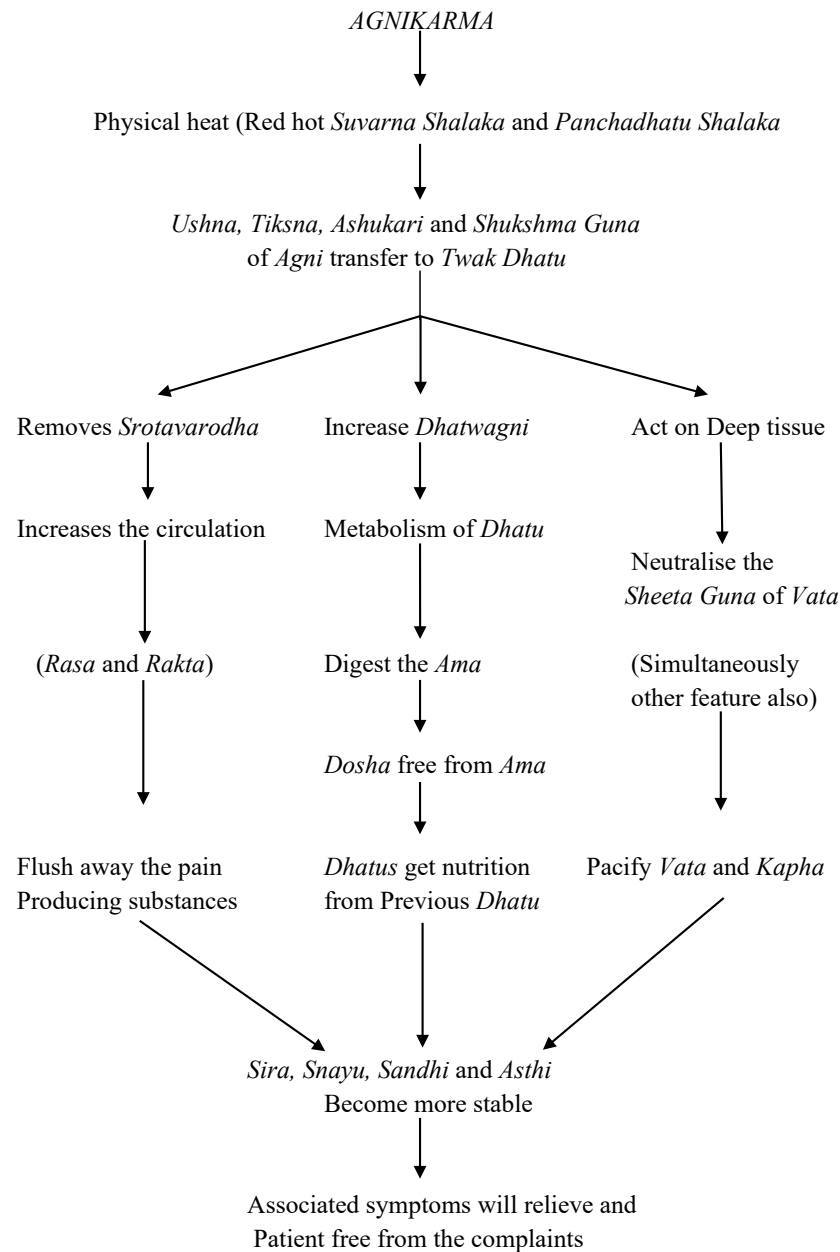 AGNIKARMA
Physical heat (Red hot Suvarna Shalaka and Panchadhatu Shalaka
Ushna, Tiksna, Ashukari and Shukshma Guna
of Agni transfer to Twak Dhatu
Removes Srotavarodha
Increases the circulation
(Rasa and Rakta)
Flush away the pain
Producing substances
Increase Dhatwagni
Metabolism of Dhatu
Digest the Ama
Dosha free from Ama
Dhatus get nutrition
from Previous Dhatu
Act on Deep tissue
Neutralise the
Sheeta Guna of Vata
(Simultaneously
other feature also)
Pacify Vata and Kapha
Sira, Snayu, Sandhi and Asthi
Become more stable
Associated symptoms will relieve and
Patient free from the complaints